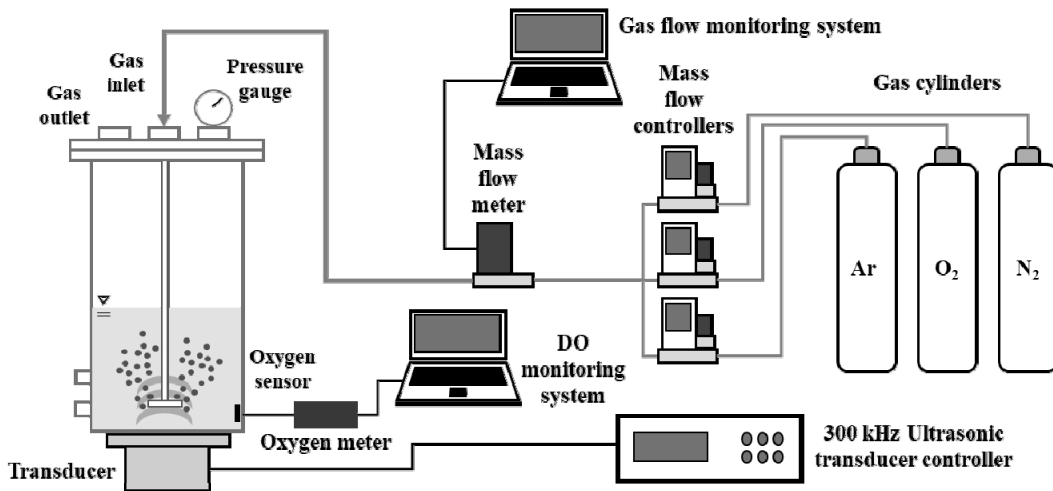 Gas flow monitoring system
Gas
inlet
Pressure
gauge
Gas
outlet
Mass
flow
controllers
Gas cylinders
Mass
flow
meter
Ar
O₂
N₂
Oxygen
sensor
DO
monitoring
system
Oxygen meter
Transducer
300 kHz Ultrasonic
transducer controller